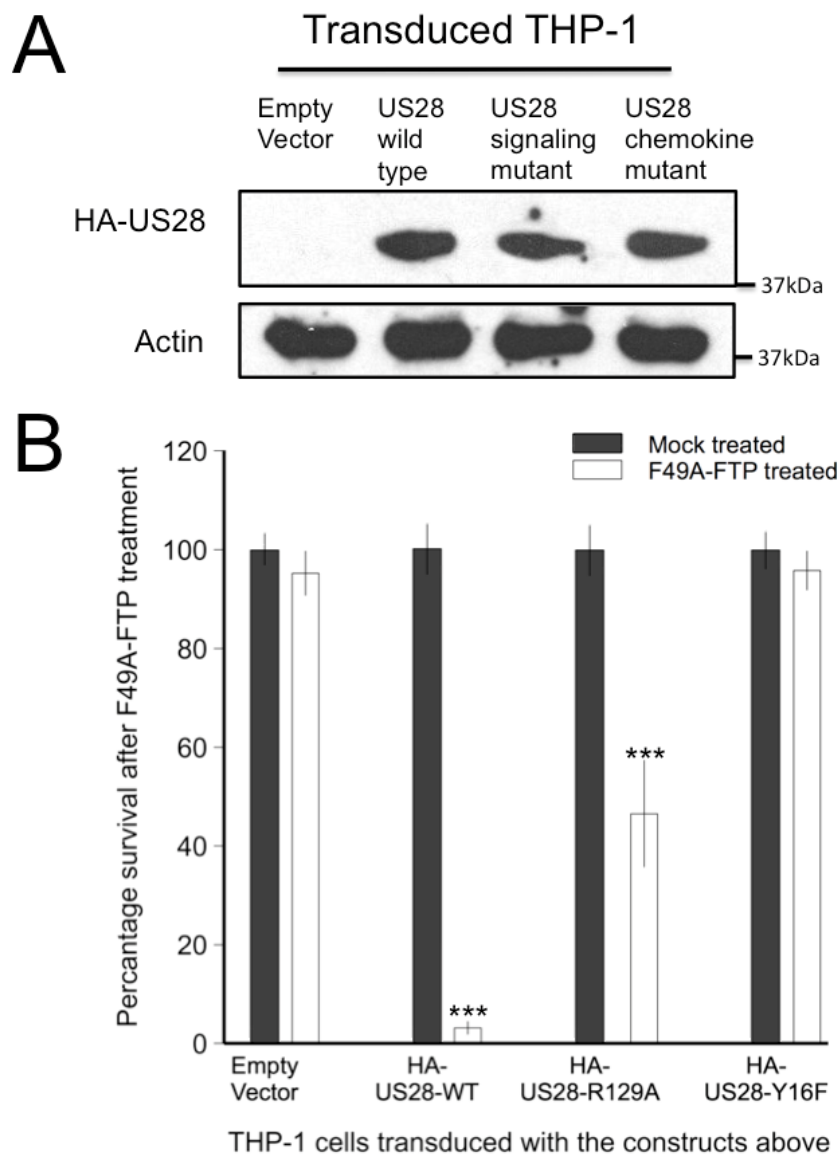 A
Transduced THP-1
Empty
Vector
US28
wild
type
US28
signaling
mutant
US28
chemokine
mutant
HA-US28
37kDa
Actin
37kDa
B
Mock treated
F49A-FTP treated
Percantage survival after F49A-FTP treatment
120
100
80
60
40
20
0
***
***
Empty
Vector
HA-
US28-WT
HA-
US28-R129A
HA-
US28-Y16F
THP-1 cells transduced with the constructs above